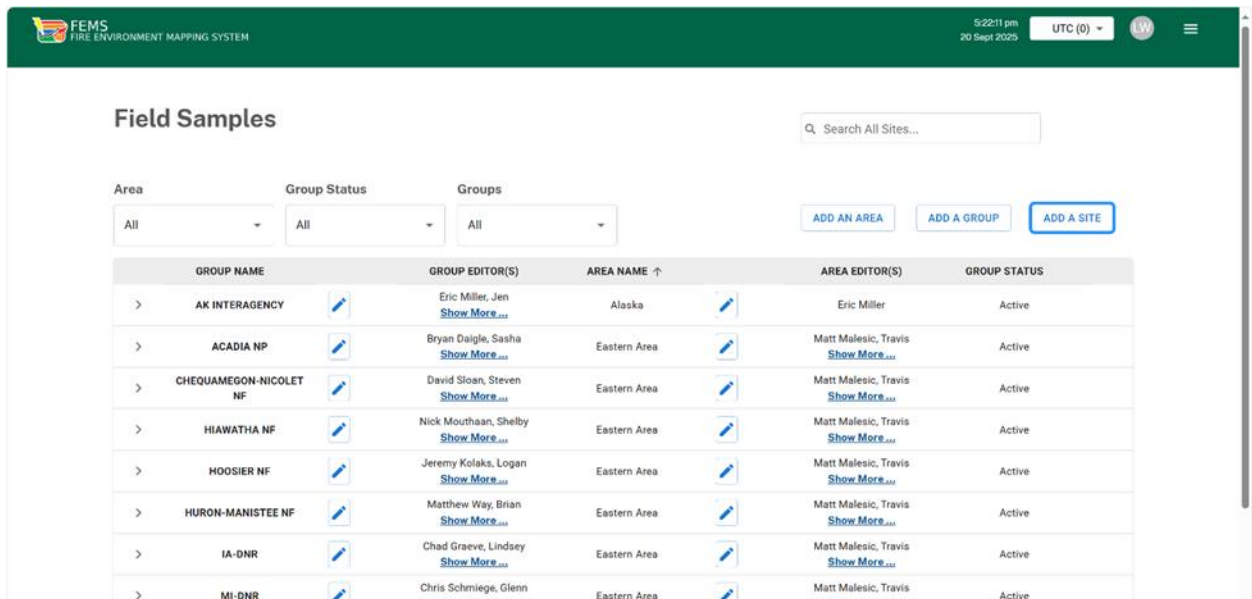 FEMS
FIRE ENVIRONMENT MAPPING SYSTEM
5:22:11 pm
20 Sept 2025
UTC (0)
LW
Field Samples
Search All Sites...
Area
Group Status
Groups
All
All
All
ADD AN AREA
ADD A GROUP
ADD A SITE
GROUP NAME GROUP EDITOR(S) AREA NAME ↑ AREA EDITOR(S) GROUP STATUS
AK INTERAGENCY Eric Miller, Jen Alaska Eric Miller Active
Show More ...
ACADIA NP Bryan Daigle, Sasha Eastern Area Matt Malesic, Travis Active
Show More ... Show More ...
CHEQUAMEGON-NICOLET David Sloan, Steven Eastern Area Matt Malesic, Travis Active
NF Show More ... Show More ...
HIAWATHA NF Nick Mouthaan, Shelby Eastern Area Matt Malesic, Travis Active
Show More ... Show More ...
HOOSIER NF Jeremy Kolaks, Logan Eastern Area Matt Malesic, Travis Active
Show More ... Show More ...
HURON-MANISTEE NF Matthew Way, Brian Eastern Area Matt Malesic, Travis Active
Show More ... Show More ...
IA-DNR Chad Graeve, Lindsey Eastern Area Matt Malesic, Travis Active
Show More ... Show More ...
MI-DNR Chris Schmiege, Glenn Eastern Area Matt Malesic, Travis Active